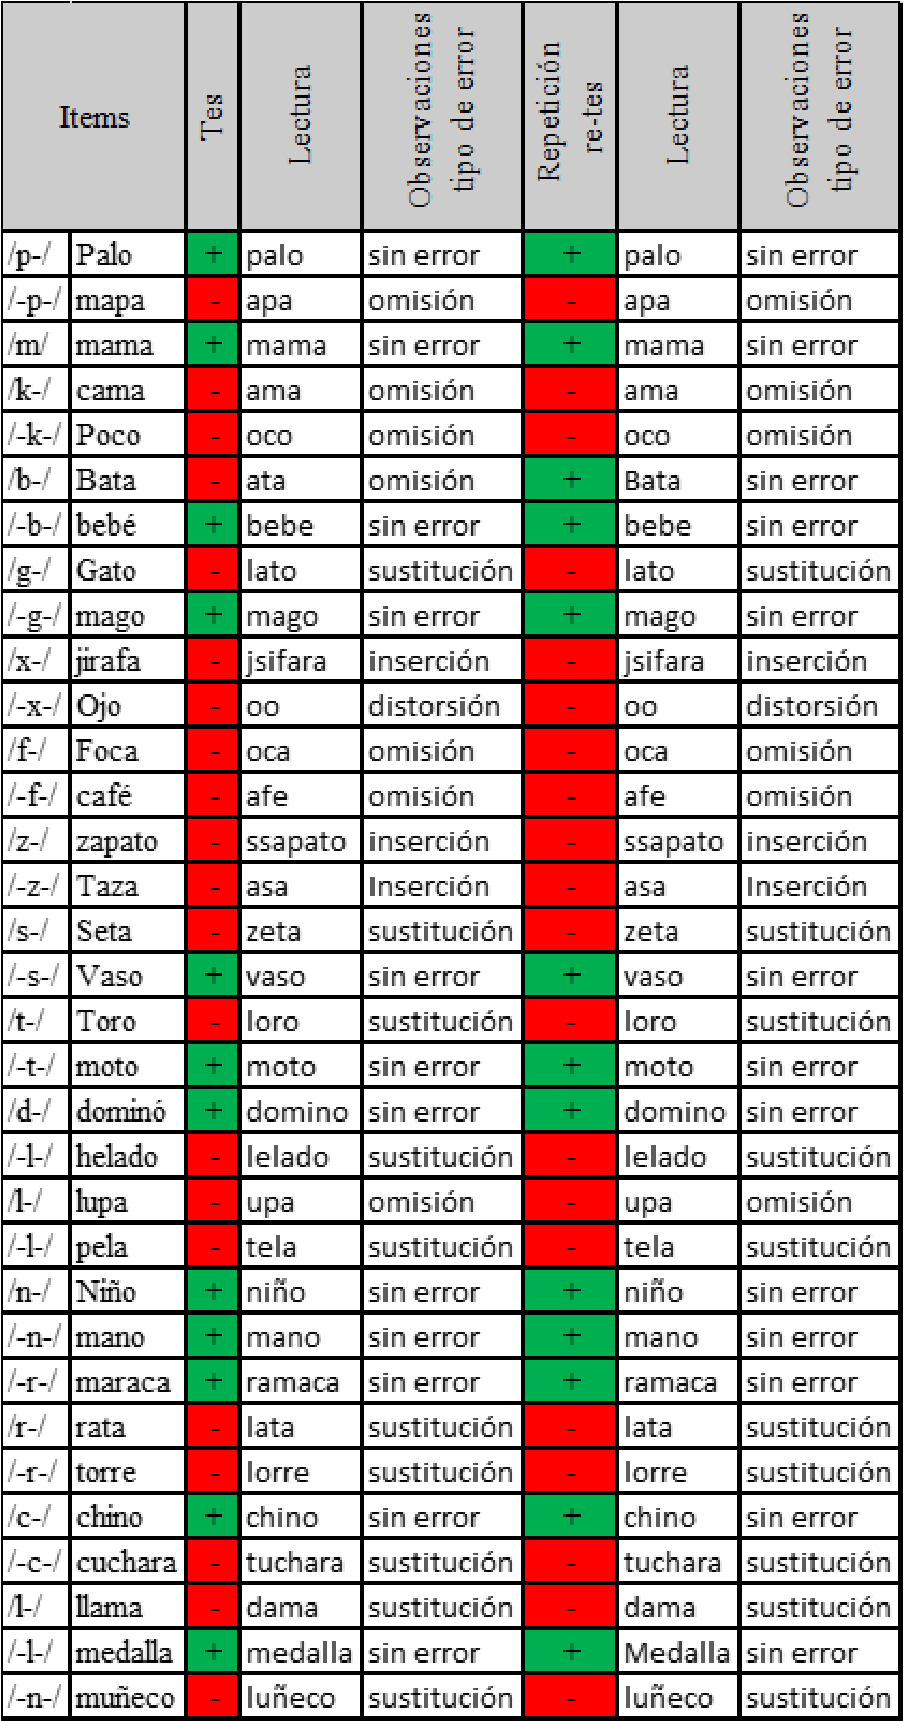 Items Tes Lectura Observaciones tipo de error Repetición re-tes Lectura Observaciones tipo de error
/p-/ Palo + palo sin error + palo sin error
/-p-/ mapa - apa omisión - apa omisión
/m/ mama + mama sin error + mama sin error
/k-/ cama - ama omisión - ama omisión
/-k-/ Poco - oco omisión - oco omisión
/b-/ Bata - ata omisión + Bata sin error
/-b-/ bebé + bebe sin error + bebe sin error
/g-/ Gato - lato sustitución - lato sustitución
/-g-/ mago + mago sin error + mago sin error
/x-/ jirafa - jsifara inserción - jsifara inserción
/-x-/ Ojo - oo distorsión - oo distorsión
/f-/ Foca - oca omisión - oca omisión
/-f-/ café - afe omisión - afe omisión
/z-/ zapato - ssapato inserción - ssapato inserción
/-z-/ Taza - asa Inserción - asa Inserción
/s-/ Seta - zeta sustitución - zeta sustitución
/-s-/ Vaso + vaso sin error + vaso sin error
/t-/ Toro - loro sustitución - loro sustitución
/-t-/ moto + moto sin error + moto sin error
/d-/ dominó + domino sin error + domino sin error
/-l-/ helado - lelado sustitución - lelado sustitución
/l-/ lupa - upa omisión - upa omisión
/-l-/ pela - tela sustitución - tela sustitución
/n-/ Niño + niño sin error + niño sin error
/-n-/ mano + mano sin error + mano sin error
/-r-/ maraca + ramaca sin error + ramaca sin error
/r-/ rata - lata sustitución - lata sustitución
/-r-/ torre - lorre sustitución - lorre sustitución
/c-/ chino + chino sin error + chino sin error
/-c-/ cuchara - tuchara sustitución - tuchara sustitución
/l-/ llama - dama sustitución - dama sustitución
/-l-/ medalla + medalla sin error + Medalla sin error
/-n-/ muñeco - luñeco sustitución - luñeco sustitución